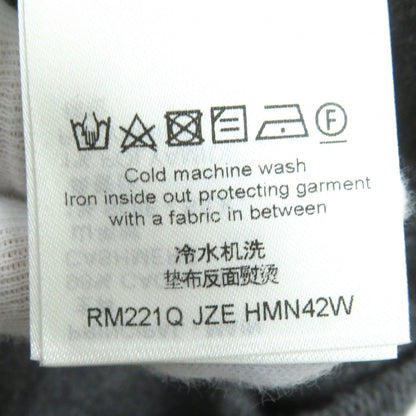 F
Cold machine wash
Iron inside out protecting garment
with a fabric in between
冷水机洗
垫布反面熨烫
RM221Q JZE HMN42W